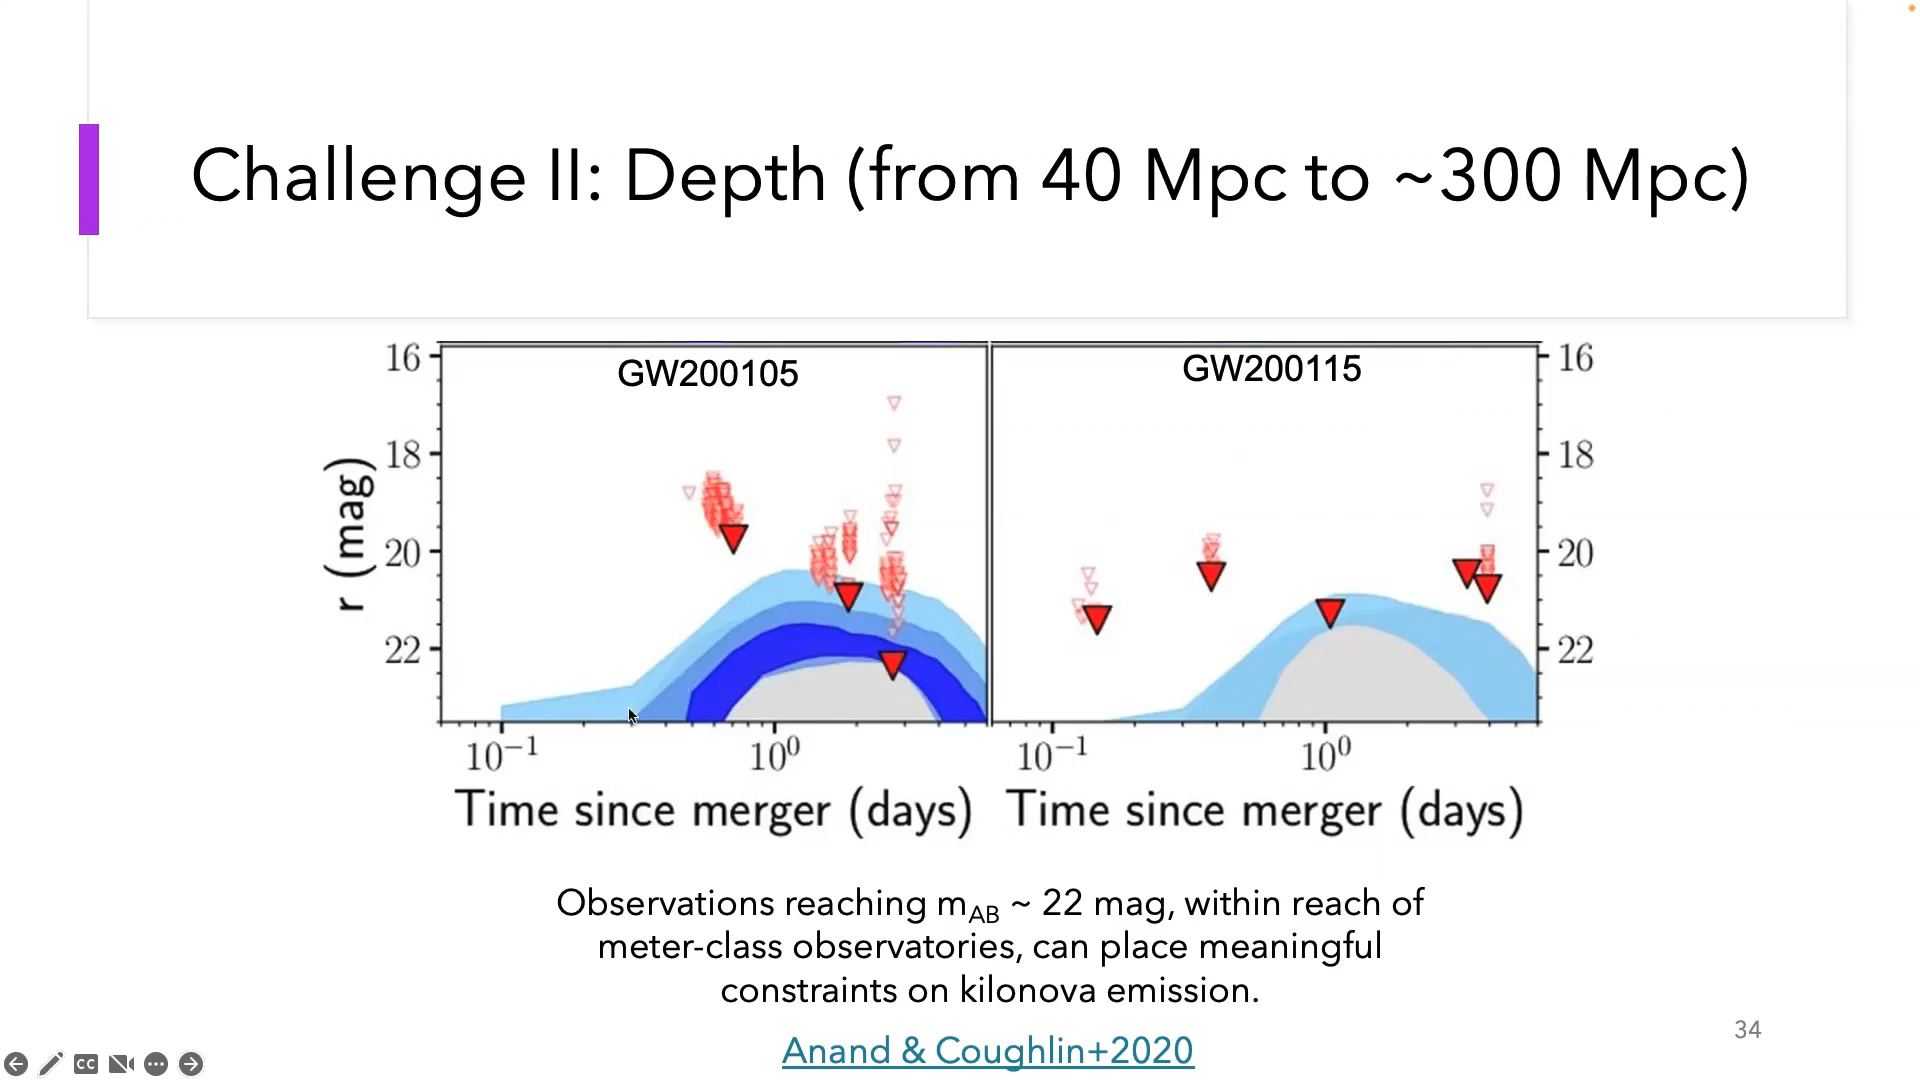 Challenge II: Depth (from 40 Mpc to ~300 Mpc)
GW200105
GW200115
16
18
20
22
r (mag)
16
18
20
22
10⁻¹
10⁰
10⁻¹
10⁰
Time since merger (days)
Time since merger (days)
Observations reaching m_AB ~ 22 mag, within reach of
meter-class observatories, can place meaningful
constraints on kilonova emission.
Anand & Coughlin+2020
34
CC